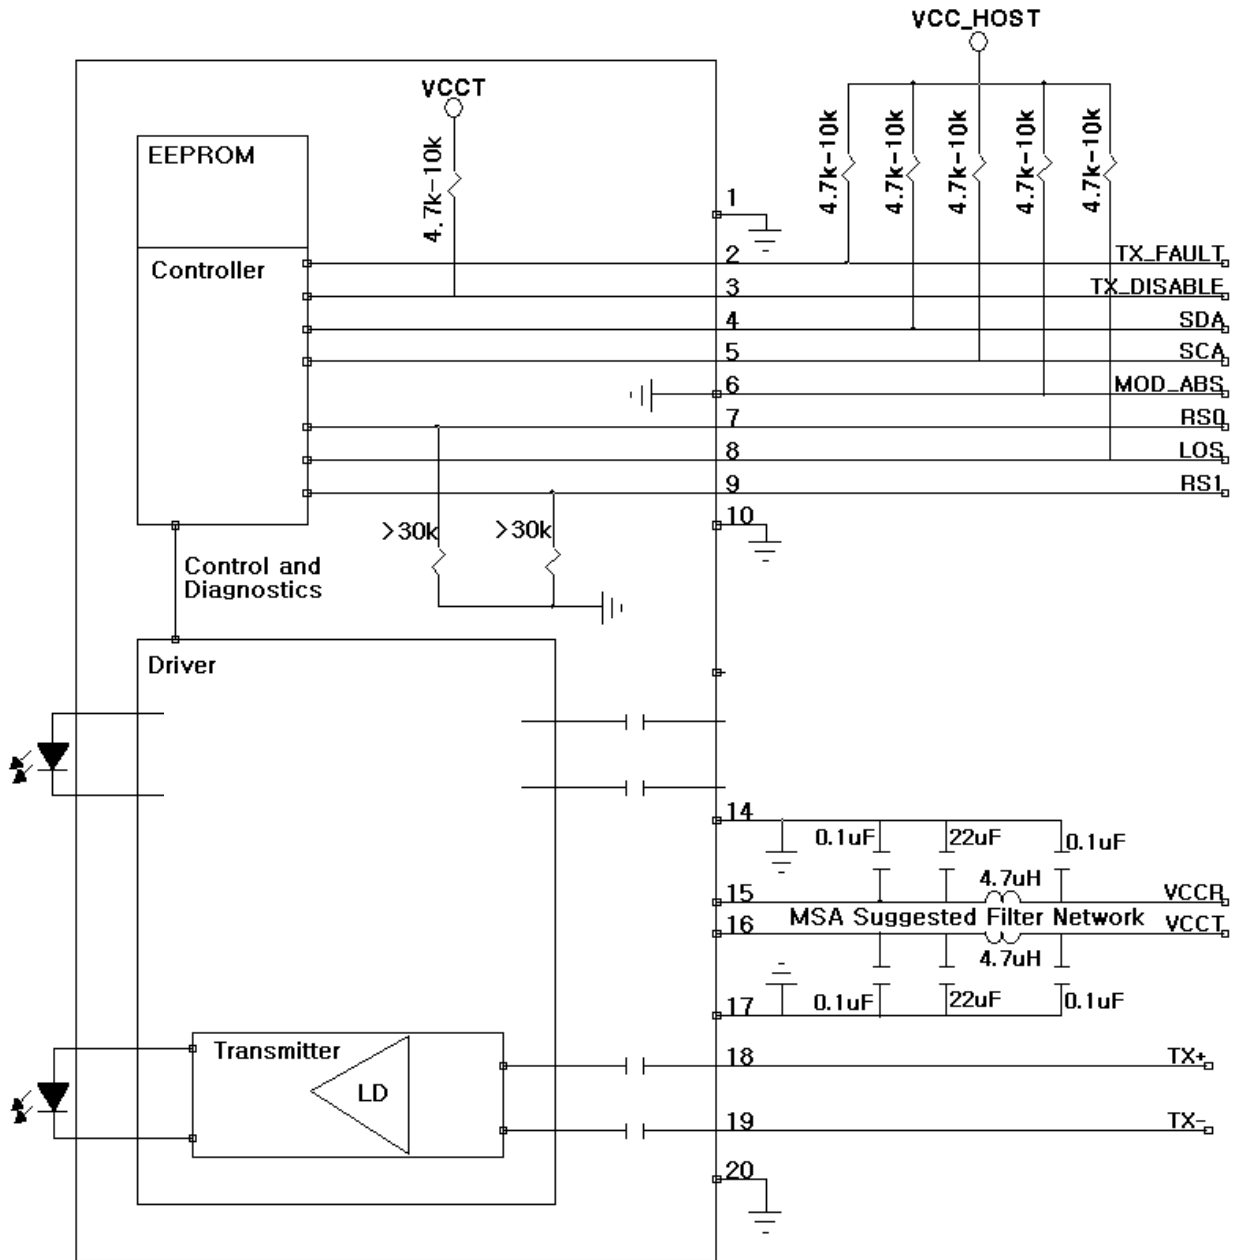 VCC_HOST
VCCT
4.7k-10k
4.7k-10k
4.7k-10k
4.7k-10k
4.7k-10k
4.7k-10k
EEPROM
Controller
1
2
TX_FAULT
3
TX_DISABLE
4
SDA
5
SCA
6
MOD_ABS
7
RS0
8
LOS
9
RS1
10
>30k
>30k
Control and
Diagnostics
Driver
14
0.1uF
22uF
0.1uF
4.7uH
15
VCCR
MSA Suggested Filter Network
16
VCCT
4.7uH
17
0.1uF
22uF
0.1uF
Transmitter
LD
18
TX+
19
TX-
20